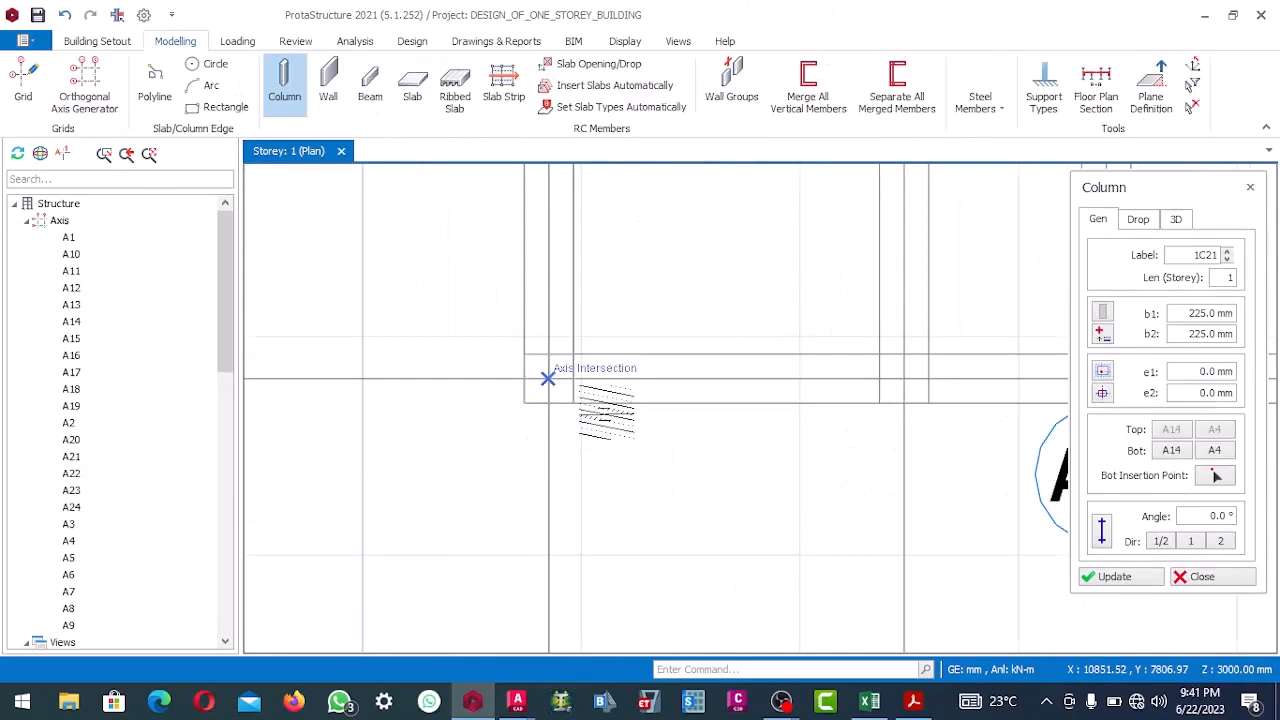 ProtaStructure 2021 (5.1.252) / Project: DESIGN_OF_ONE_STOREY_BUILDING
Building Setout Modelling Loading Review Analysis Design Drawings & Reports BIM Display Views Help
Grid
Orthogonal
Axis Generator
Grids
Polyline
Circle
Arc
Rectangle
Slab/Column Edge
Column
Wall
Beam
Slab
Ribbed
Slab
Slab Strip
Slab Opening/Drop
Insert Slabs Automatically
Set Slab Types Automatically
RC Members
Wall Groups
Merge All
Vertical Members
Separate All
Merged Members
Steel
Members
Support
Types
Floor Plan
Section
Plane
Definition
Tools
Storey: 1 (Plan)
Search...
Structure
Axis
A1
A10
A11
A12
A13
A14
A15
A16
A17
A18
A19
A2
A20
A21
A22
A23
A24
A3
A4
A5
A6
A7
A8
A9
Views
Axis Intersection
A
Column
Gen Drop 3D
Label: 1C21
Len (Storey): 1
b1: 225.0 mm
b2: 225.0 mm
e1: 0.0 mm
e2: 0.0 mm
Top: A14 A4
Bot: A14 A4
Bot Insertion Point:
Angle: 0.0 °
Dir: 1/2 1 2
Update Close
Enter Command...
GE: mm , Anl: kN-m X : 10851.52 , Y : 7806.97 Z : 3000.00 mm
3
23°C
9:41 PM
6/22/2023
8